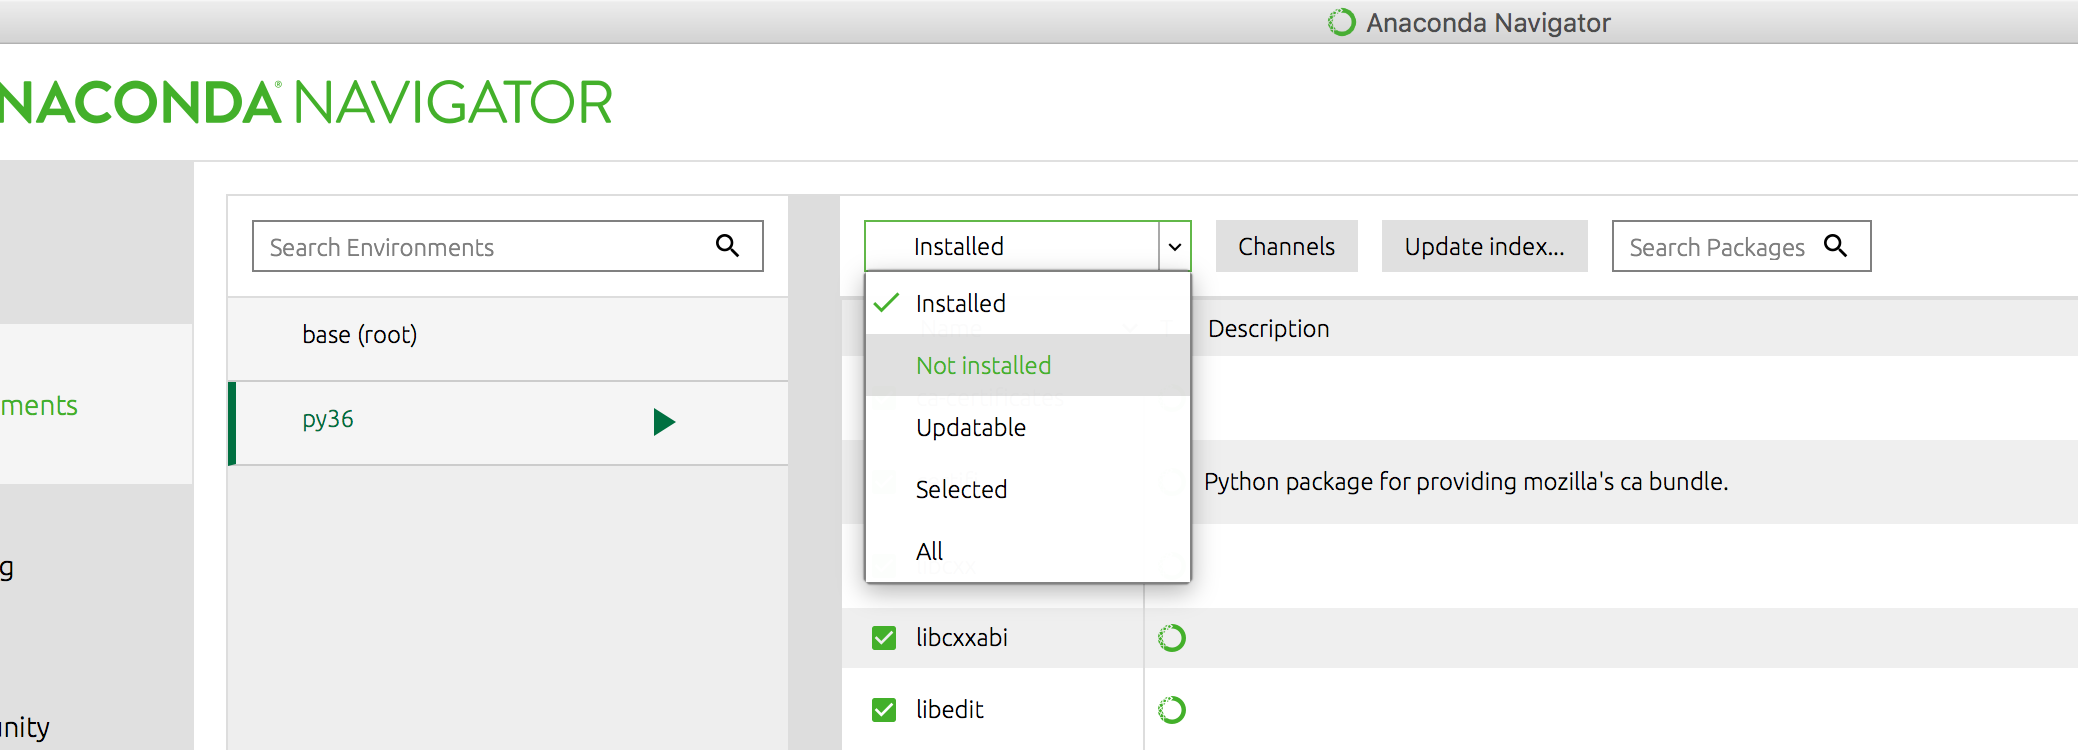 Anaconda Navigator
NACONDA® NAVIGATOR
Search Environments
Installed
Channels
Update index...
Search Packages
base (root)
Installed
Description
Not installed
ments
py36
Updatable
Python package for providing mozilla's ca bundle.
Selected
All
g
libcxxabi
libedit
unity